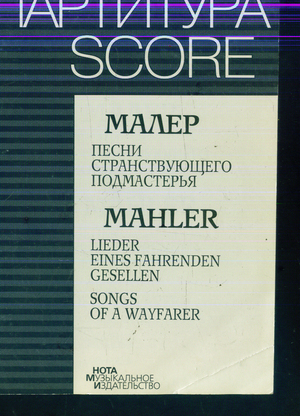 ПАРТИТУРА
SCORE
МАЛЕР
ПЕСНИ
СТРАНСТВУЮЩЕГО
ПОДМАСТЕРЬЯ
MAHLER
LIEDER
EINES FAHRENDEN
GESELLEN
SONGS
OF A WAYFARER
НОТА
МУЗЫКАЛЬНОЕ
ИЗДАТЕЛЬСТВО